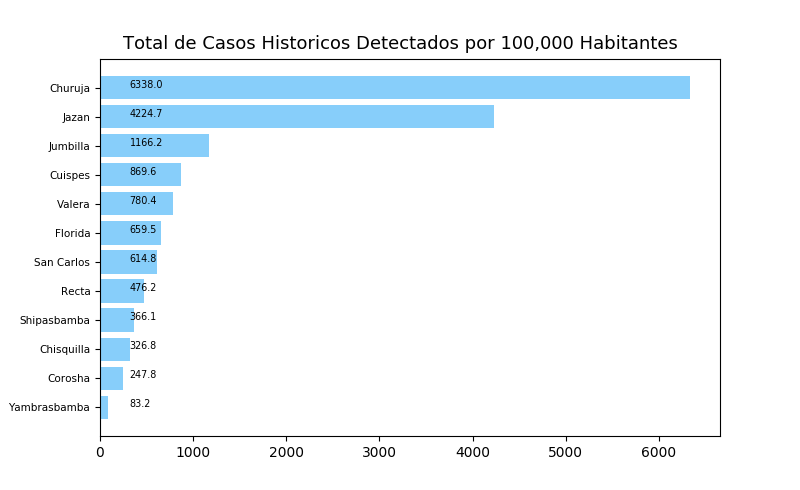 Total de Casos Historicos Detectados por 100,000 Habitantes
Churuja 6338.0
Jazan 4224.7
Jumbilla 1166.2
Cuispes 869.6
Valera 780.4
Florida 659.5
San Carlos 614.8
Recta 476.2
Shipasbamba 366.1
Chisquilla 326.8
Corosha 247.8
Yambrasbamba 83.2
0 1000 2000 3000 4000 5000 6000